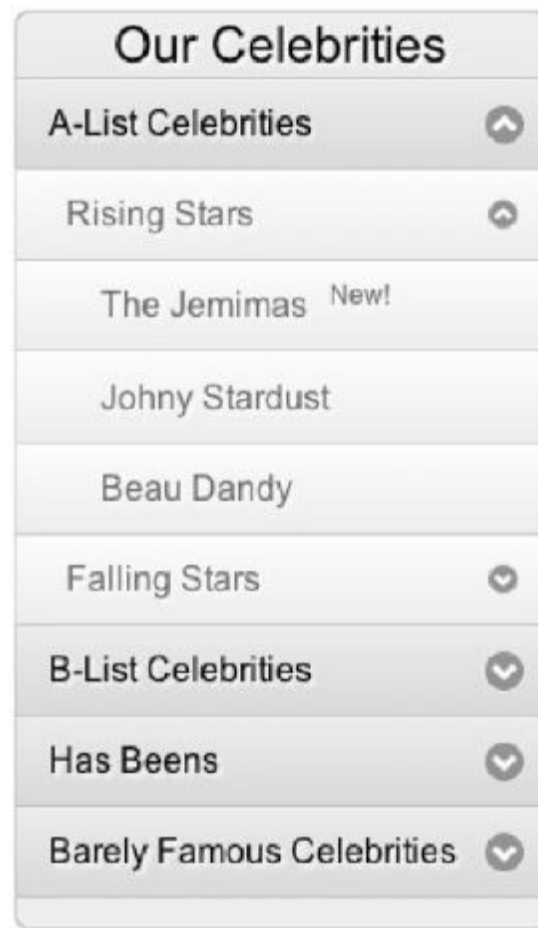 Our Celebrities
A-List Celebrities
Rising Stars
The Jemimas New!
Johny Stardust
Beau Dandy
Falling Stars
B-List Celebrities
Has Beens
Barely Famous Celebrities